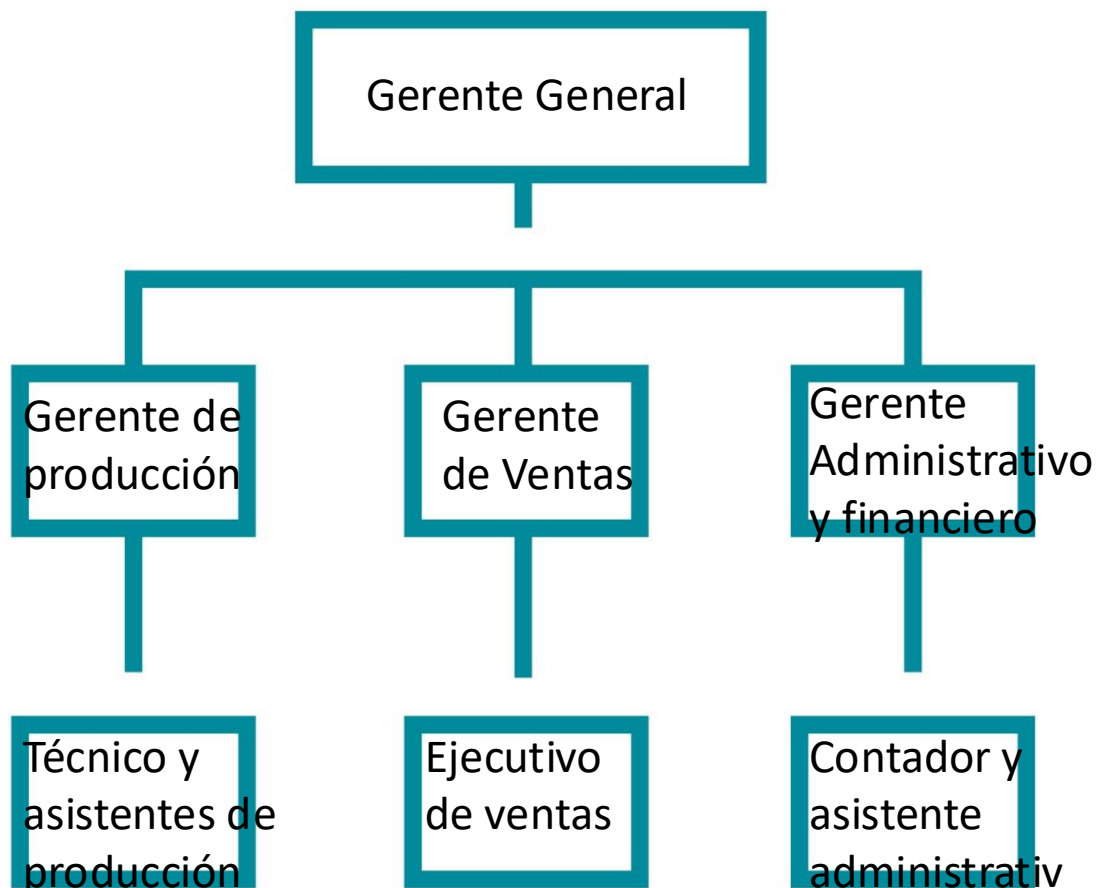 Gerente General
Gerente de
producción
Gerente
de Ventas
Gerente
Administrativo
y financiero
Técnico y
asistentes de
producción
Ejecutivo
de ventas
Contador y
asistente
administrativ